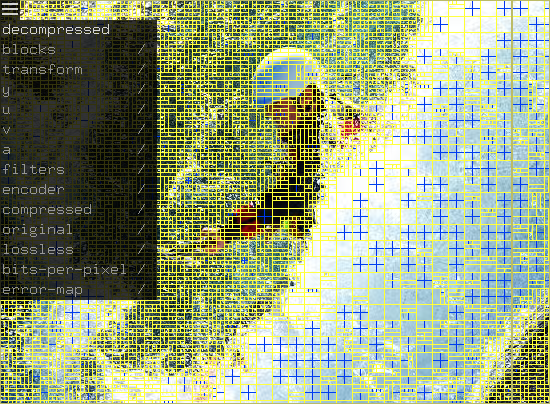 decompressed
blocks /
transform /
y /
u /
v /
a /
filters /
encoder /
compressed /
original /
lossless /
bits-per-pixel /
error-map /